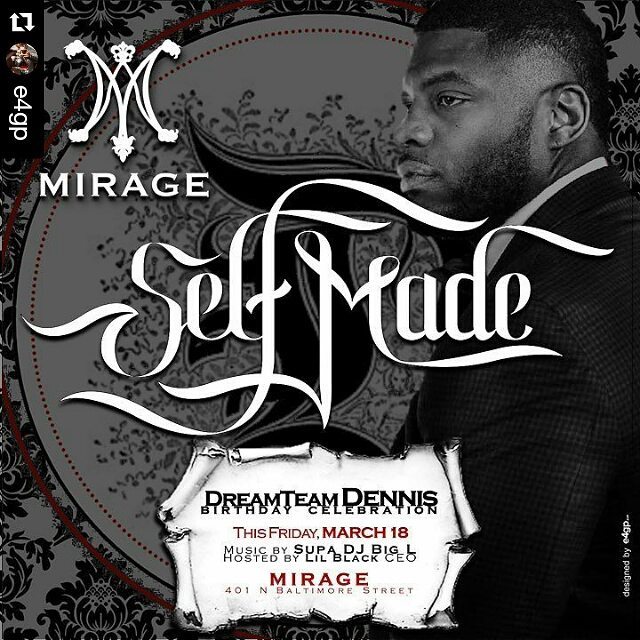 e4gp
MIRAGE
Self Made
DREAMTEAM DENNIS
BIRTHDAY CELEBRATION
THIS FRIDAY, MARCH 18
MUSIC BY SUPA DJ BIG L
HOSTED BY LIL BLACK CEO
MIRAGE
401 N BALTIMORE STREET
designed by e4gp